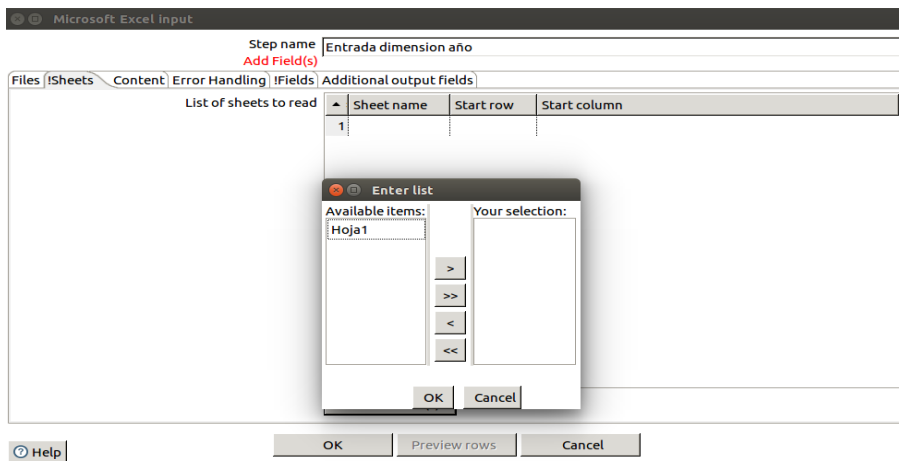 Microsoft Excel input
Step name Entrada dimension año
Add Field(s)
Files !Sheets Content Error Handling !Fields Additional output fields
List of sheets to read Sheet name Start row Start column
1
Enter list
Available items: Your selection:
Hoja1
>
>>
<
<<
OK Cancel
OK Preview rows Cancel
Help